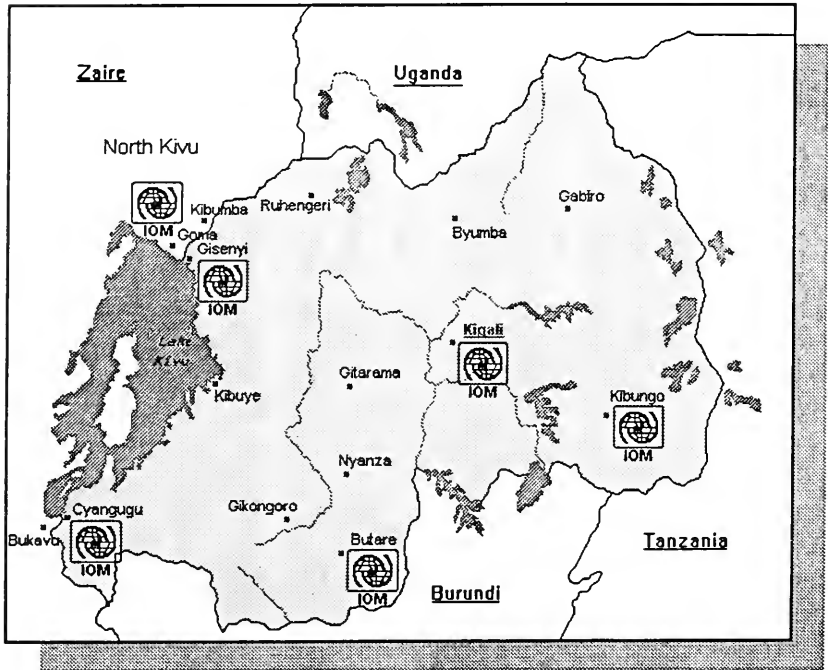 Zaire
Uganda
North Kivu
IOM
Kibumba
Goma
Gisenyi
IOM
Ruhengeri
Byumba
Gabiro
Lake
Kivu
Kibuye
Gitarama
Kigali
IOM
Kibungo
IOM
Nyanza
Gikongoro
Cyangugu
Bukavu
IOM
Butare
IOM
Burundi
Tanzania